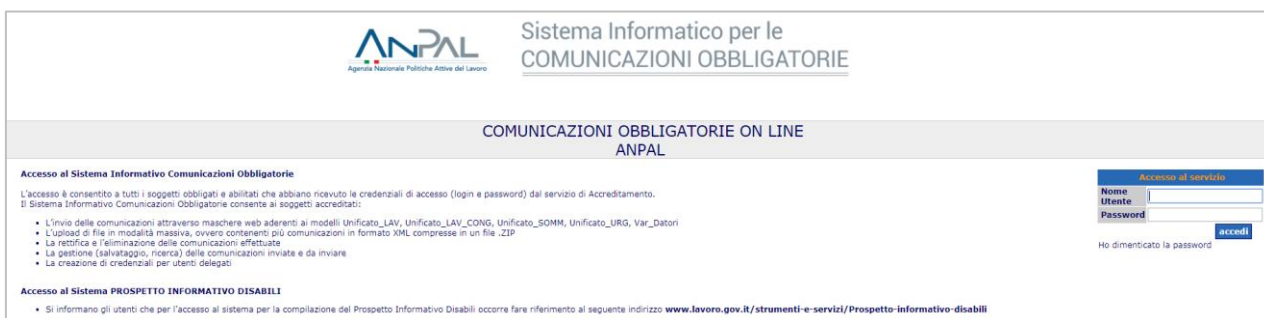 ANPAL
Agenzia Nazionale Politiche Attive del Lavoro
Sistema Informatico per le
COMUNICAZIONI OBBLIGATORIE
COMUNICAZIONI OBBLIGATORIE ON LINE
ANPAL
Accesso al Sistema Informativo Comunicazioni Obbligatorie
L'accesso è consentito a tutti i soggetti obbligati e abilitati che abbiano ricevuto le credenziali di accesso (login e password) dal servizio di Accreditamento.
Il Sistema Informativo Comunicazioni Obbligatorie consente ai soggetti accreditati:
• L'invio delle comunicazioni attraverso maschere web aderenti ai modelli Unificato_LAV, Unificato_LAV_CONG, Unificato_SOMM, Unificato_URG, Var_Datori
• L'upload di file in modalità massiva, ovvero contenenti più comunicazioni in formato XML compresse in un file .ZIP
• La rettifica e l'eliminazione delle comunicazioni effettuate
• La gestione (salvataggio, ricerca) delle comunicazioni inviate e da inviare
• La creazione di credenziali per utenti delegati
Accesso al Sistema PROSPETTO INFORMATIVO DISABILI
• Si informano gli utenti che per l'accesso al sistema per la compilazione del Prospetto Informativo Disabili occorre fare riferimento al seguente indirizzo www.lavoro.gov.it/strumenti-e-servizi/Prospetto-informativo-disabili
Accesso al servizio
Nome
Utente
Password
accedi
Ho dimenticato la password